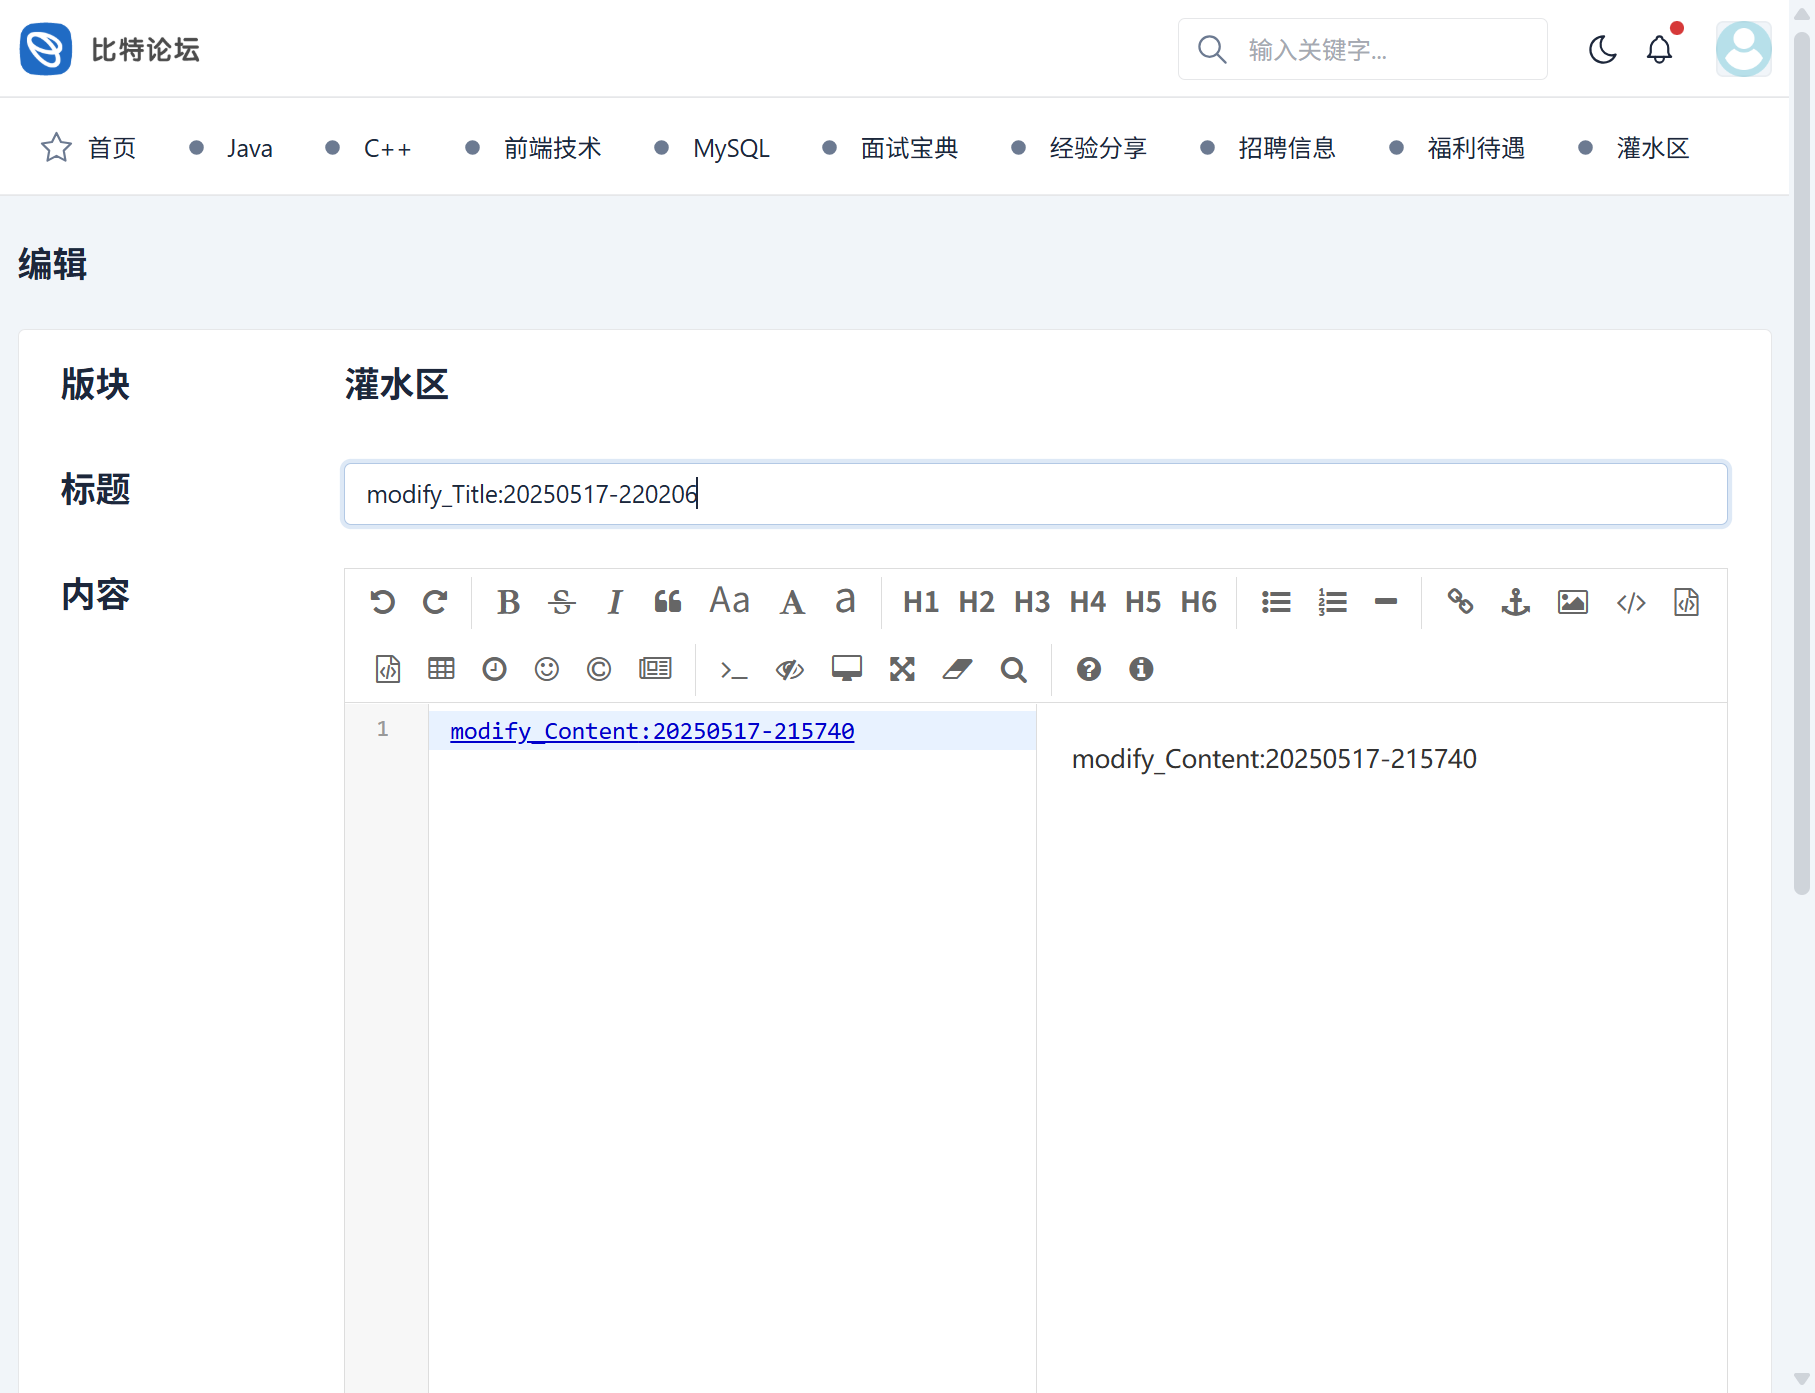 比特论坛
输入关键字...
首页 Java C++ 前端技术 MySQL 面试宝典 经验分享 招聘信息 福利待遇 灌水区
编辑
版块 灌水区
标题 modify_Title:20250517-220206
内容
B S I Aa A a H1 H2 H3 H4 H5 H6
1 modify_Content:20250517-215740
modify_Content:20250517-215740